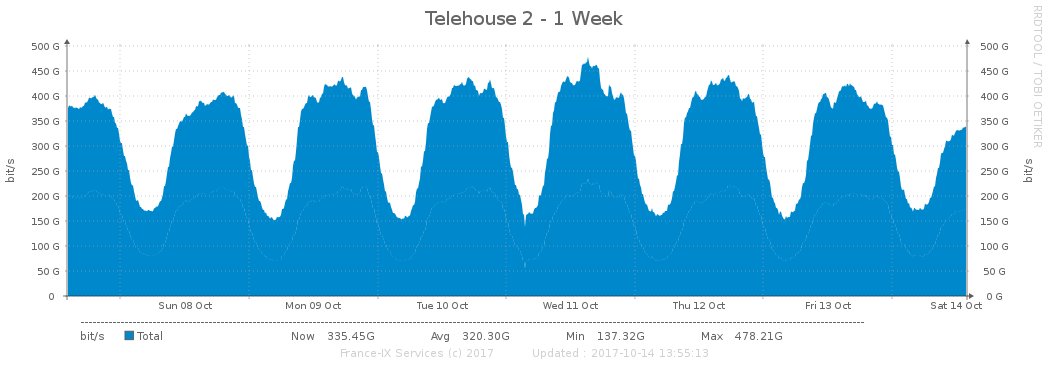 Telehouse 2 - 1 Week
RRDTOOL / TOBI OETIKER
500 G 500 G
450 G 450 G
400 G 400 G
350 G 350 G
300 G 300 G
250 G 250 G
200 G 200 G
150 G 150 G
100 G 100 G
50 G 50 G
0 0 G
bit/s bit/s
Sun 08 Oct Mon 09 Oct Tue 10 Oct Wed 11 Oct Thu 12 Oct Fri 13 Oct Sat 14 Oct
bit/s Total Now 335.45G Avg 320.30G Min 137.32G Max 478.21G
France-IX Services (c) 2017 Updated : 2017-10-14 13:55:13